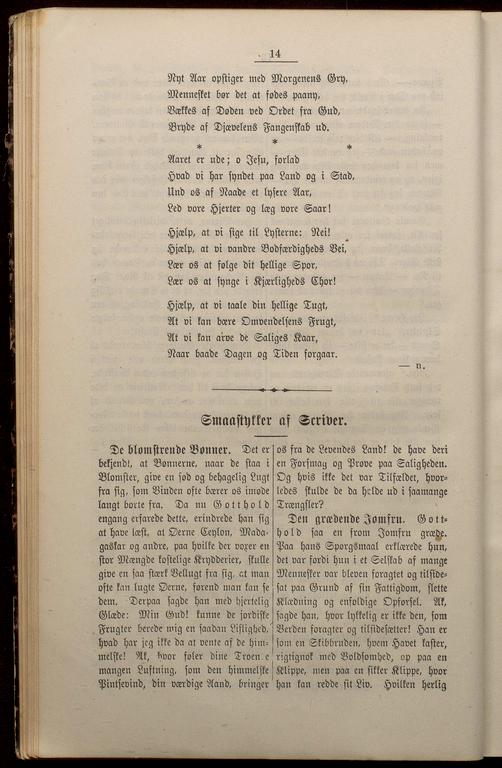 14
Nyt Aar opstiger med Morgenens Gry,
Mennesket bør det at fødes paany,
Vækkes af Døden ved Ordet fra Gud,
Bryde af Djævelens Fangenskab ud.
* * *
Aaret er ude; o Jesu, forlad
Hvad vi har syndet paa Land og i Stad,
Und os af Naade et lysere Aar,
Led vore Hjerter og læg vore Saar!
Hjælp, at vi sige til Lysterne: Nei!
Hjælp, at vi vandre Bodfærdigheds Vei,
Lær os at følge dit hellige Spor,
Lær os at synge i Kjærligheds Chor!
Hjælp, at vi taale din hellige Tugt,
At vi kan bære Omvendelsens Frugt,
At vi kan arve de Saliges Kaar,
Naar baade Dagen og Tiden forgaar.
— n.
Smaastykker af Scriver.
De blomstrende Bønner. Det er
bekjendt, at Bønnerne, naar de staa i
Blomster, give en sød og behagelig Lugt
fra sig, som Vinden ofte bærer os imøde
langt borte fra. Da nu Gotthold
engang erfarede dette, erindrede han sig
at have læst, at Øerne Ceylon, Mada-
gaskar og andre, paa hvilke der voxer en
stor Mængde kostelige Krydderier, skulle
give en saa stærk Vellugt fra sig, at man
ofte kan lugte Øerne, førend man kan se
dem. Derpaa sagde han med hjertelig
Glæde: Min Gud! kunne de jordiske
Frugter berede mig en saadan Listighed,
hvad har jeg ikke da at vente af de him-
melske! Ak, hvor føler dine Troen e
mangen Luftning, som den himmelske
Pintsevind, din værdige Aand, bringer
os fra de Levendes Land! de have deri
en Forsmag og Prøve paa Saligheden.
Og hvis ikke det var Tilfældet, hvor-
ledes skulde de da holde ud i saamange
Trængsler?
Den grædende Jomfru. Gott-
hold saa en from Jomfru græde.
Paa hans Spørgsmaal erklærede hun,
det var fordi hun i et Selskab af mange
Mennesker var bleven foragtet og tilside-
sat paa Grund af sin Fattigdom, slette
Klædning og enfoldige Opførsel. Ak,
sagde han, hvor lykkelig er ikke den, som
Verden foragter og tilsidesætter! Han er
som en Skibbruden, hvem Havet kaster,
rigtignok med Voldsomhed, op paa en
Klippe, men paa en sikker Klippe, hvor
han kan redde sit Liv. Hvilken herlig